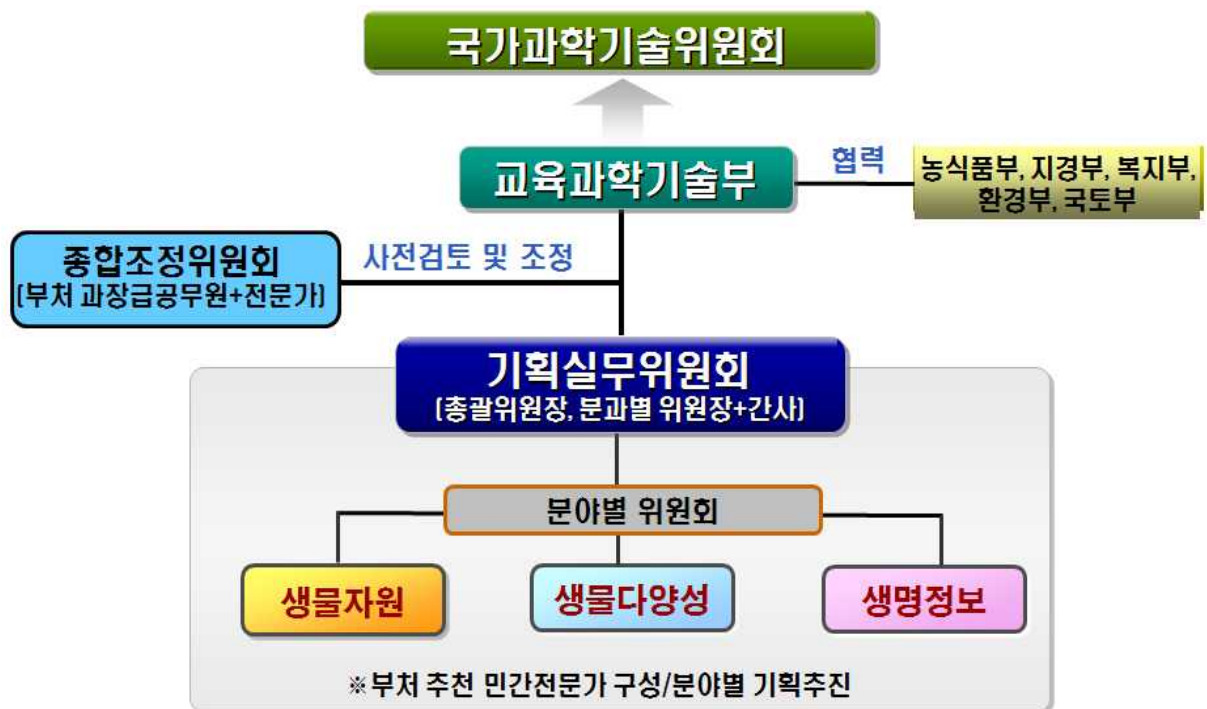 국가과학기술위원회
교육과학기술부
협력
농식품부, 지경부, 복지부,
환경부, 국토부
종합조정위원회
(부처 과장급공무원+전문가)
사전검토 및 조정
기획실무위원회
(총괄위원장, 분과별 위원장+간사)
분야별 위원회
생물자원
생물다양성
생명정보
※부처 추천 민간전문가 구성/분야별 기획추진